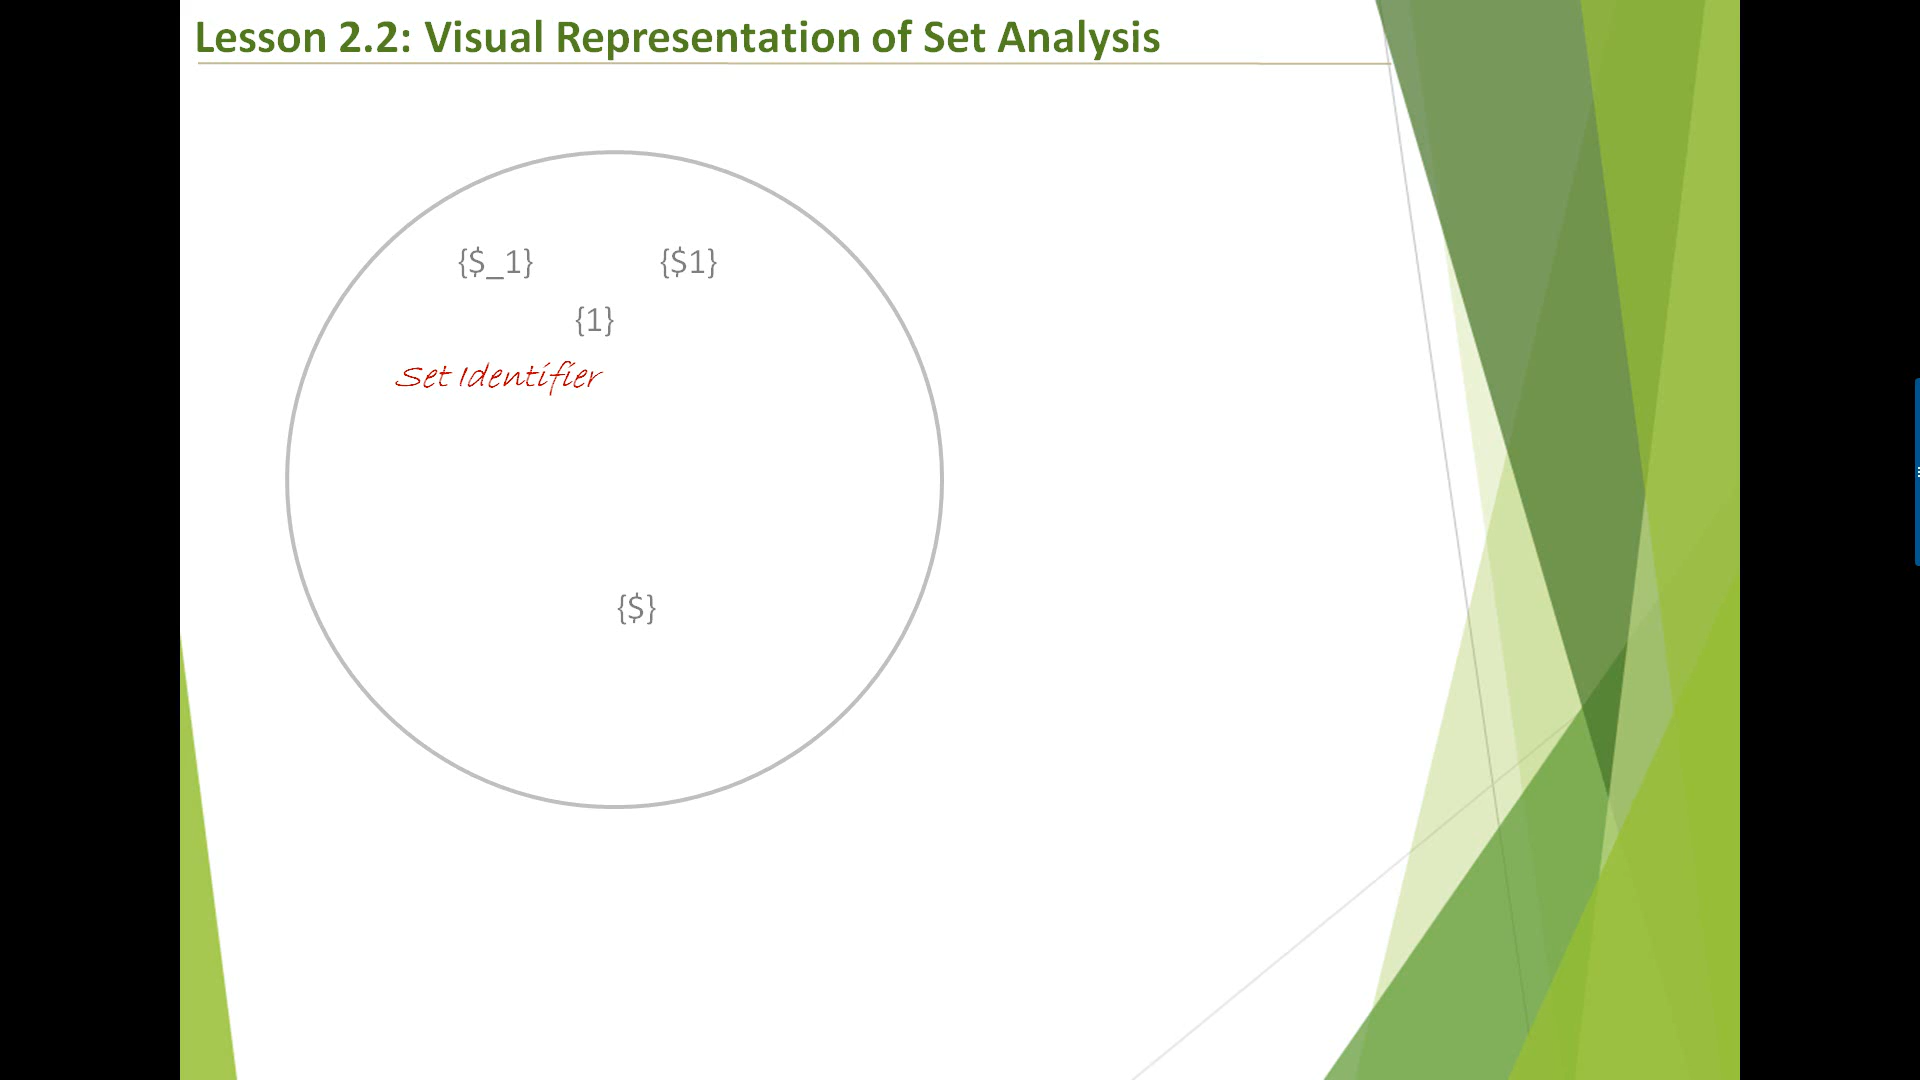 Lesson 2.2: Visual Representation of Set Analysis
{$_1} {$1}
{1}
Set Identifier
{$}